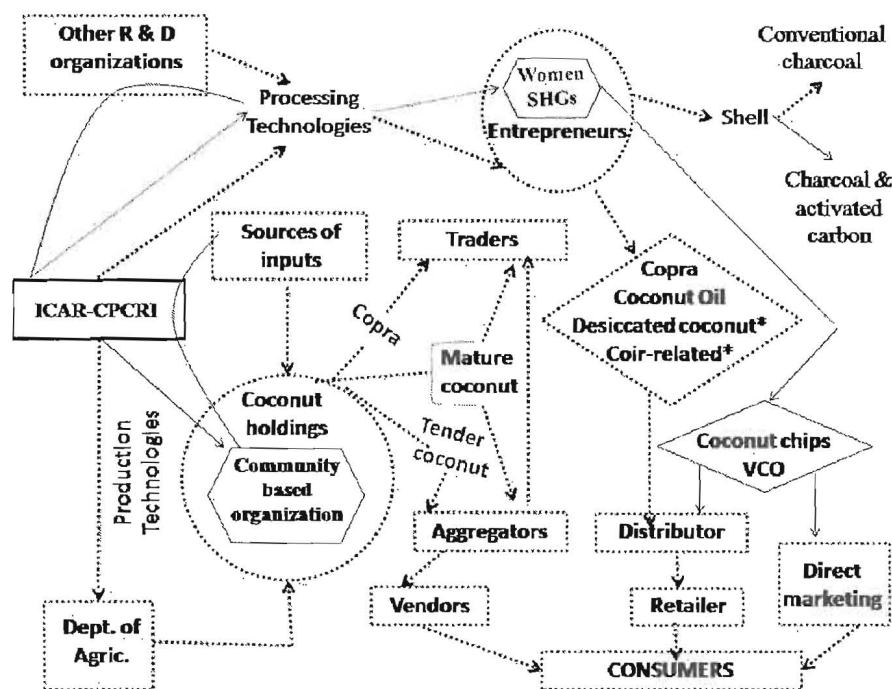 Other R & D
organizations
Processing
Technologies
Women
SHGs
Entrepreneurs
Conventional
charcoal
Shell
Charcoal &
activated
carbon
Sources of
inputs
Traders
ICAR-CPCRI
Copra
Mature
coconut
Copra
Coconut Oil
Desiccated coconut*
Coir-related*
Coconut
holdings
Community
based
organization
Tender
coconut
Production
Technologies
Coconut chips
VCO
Aggregators
Distributor
Direct
marketing
Vendors
Retailer
Dept. of
Agric.
CONSUMERS